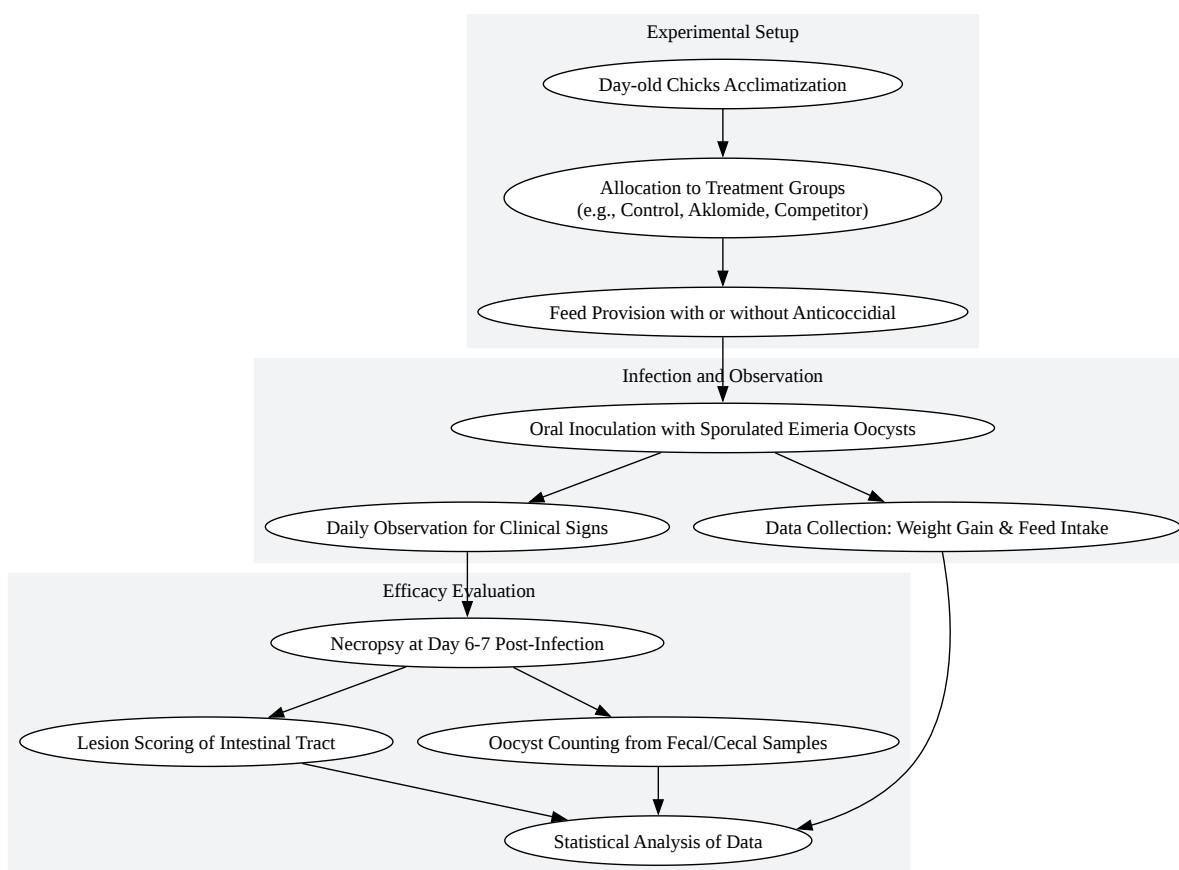 Experimental Setup
Day-old Chicks Acclimatization
Allocation to Treatment Groups
(e.g., Control, Aklomide, Competitor)
Feed Provision with or without Anticoccidial
Infection and Observation
Oral Inoculation with Sporulated Eimeria Oocysts
Daily Observation for Clinical Signs
Data Collection: Weight Gain & Feed Intake
Efficacy Evaluation
Necropsy at Day 6-7 Post-Infection
Lesion Scoring of Intestinal Tract
Oocyst Counting from Fecal/Cecal Samples
Statistical Analysis of Data